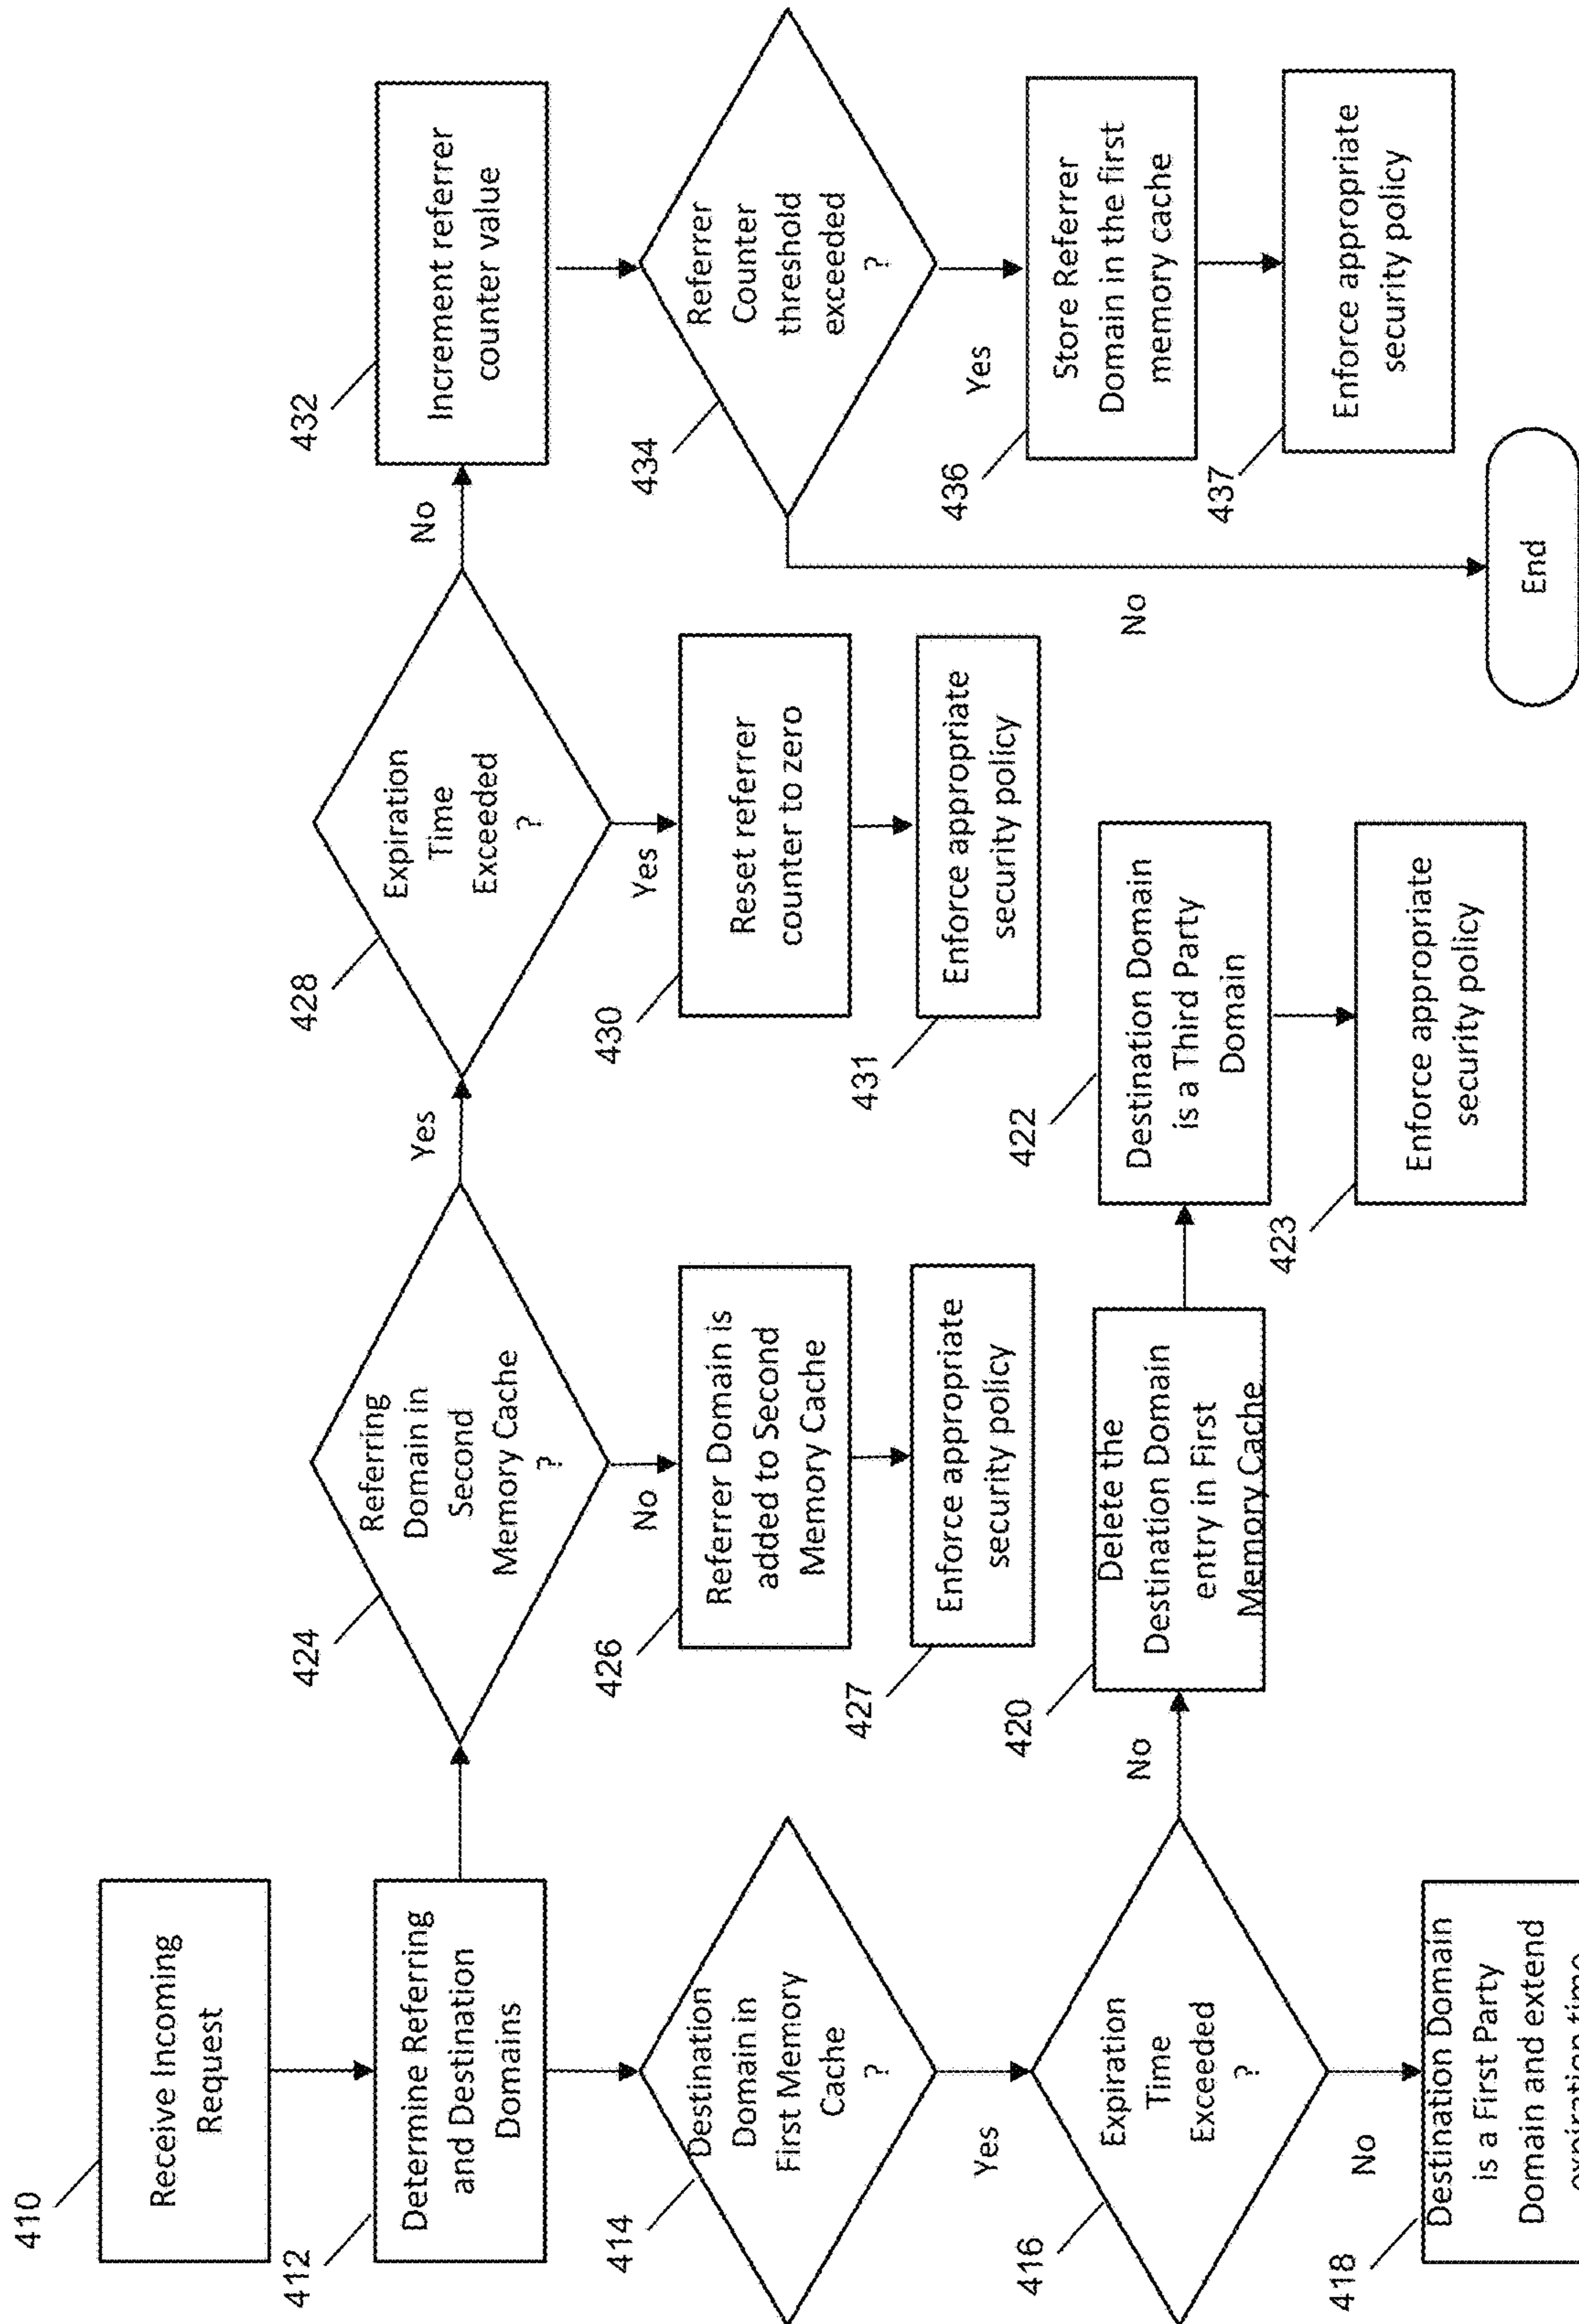 410
Receive Incoming
Request
412
Determine Referring
and Destination
Domains
414
Destination
Domain in
First Memory
Cache
?
Yes
416
Expiration
Time
Exceeded
?
No
418
Destination Domain
is a First Party
Domain and extend
expiration time
No
420
Delete the
Destination Domain
entry in First
Memory Cache
422
Destination Domain
is a Third Party
Domain
423
Enforce appropriate
security policy
424
Referring
Domain in
Second
Memory Cache
?
No
426
Referrer Domain is
added to Second
Memory Cache
427
Enforce appropriate
security policy
Yes
428
Expiration
Time
Exceeded
?
Yes
430
Reset referrer
counter to zero
431
Enforce appropriate
security policy
No
432
Increment referrer
counter value
434
Referrer
Counter
threshold
exceeded
?
Yes
436
Store Referrer
Domain in the first
memory cache
437
Enforce appropriate
security policy
No
End